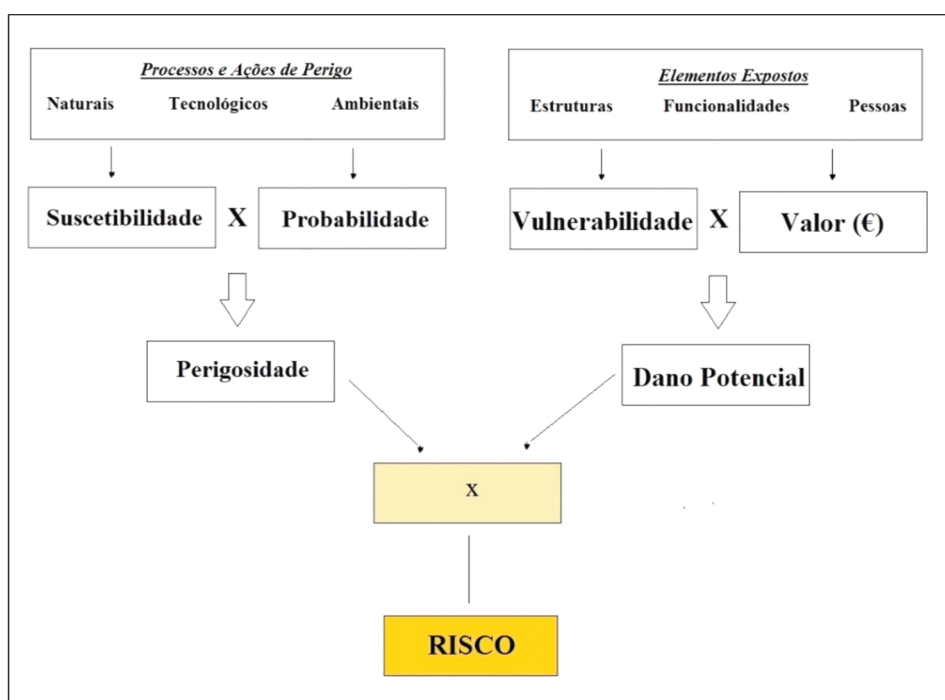 Processos e Ações de Perigo
Naturais Tecnológicos Ambientais
Elementos Expostos
Estruturas Funcionalidades Pessoas
Suscetibilidade X Probabilidade
Vulnerabilidade X Valor (€)
Perigosidade
Dano Potencial
X
RISCO